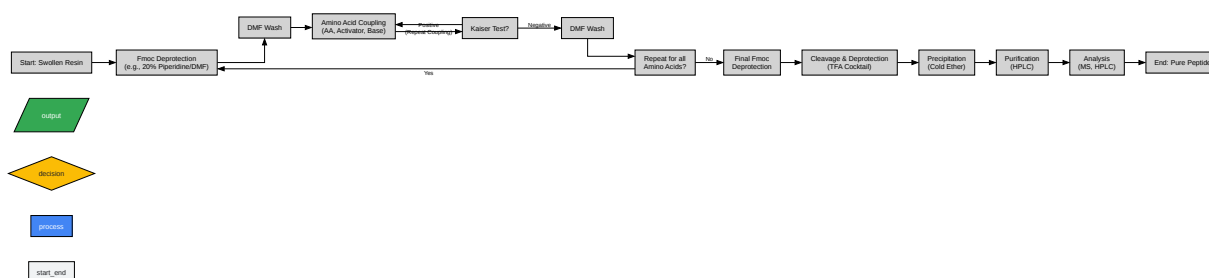 DMF Wash
Amino Acid Coupling
(AA, Activator, Base)
Positive
(Repeat Coupling)
Kaiser Test?
Negative
DMF Wash
Start: Swollen Resin
Fmoc Deprotection
(e.g., 20% Piperidine/DMF)
Repeat for all
Amino Acids?
No
Final Fmoc
Deprotection
Cleavage & Deprotection
(TFA Cocktail)
Precipitation
(Cold Ether)
Purification
(HPLC)
Analysis
(MS, HPLC)
End: Pure Peptide
Yes
output
decision
process
start_end